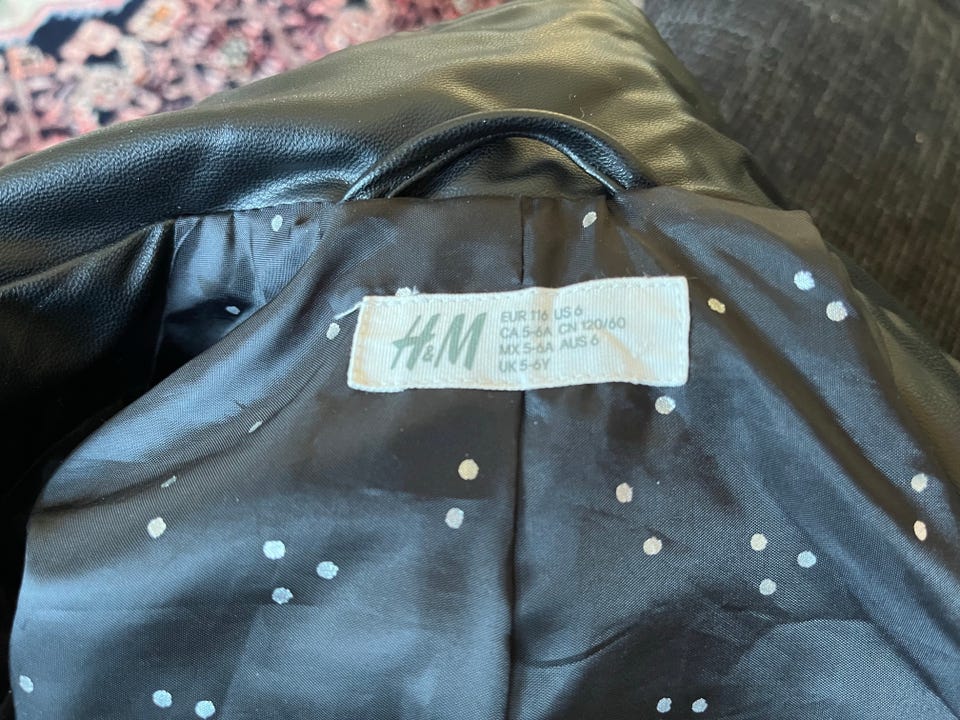 H&M
EUR 116 US 6
CA 5-6A CN 120/60
MX 5-6A AUS 6
UK 5-6Y